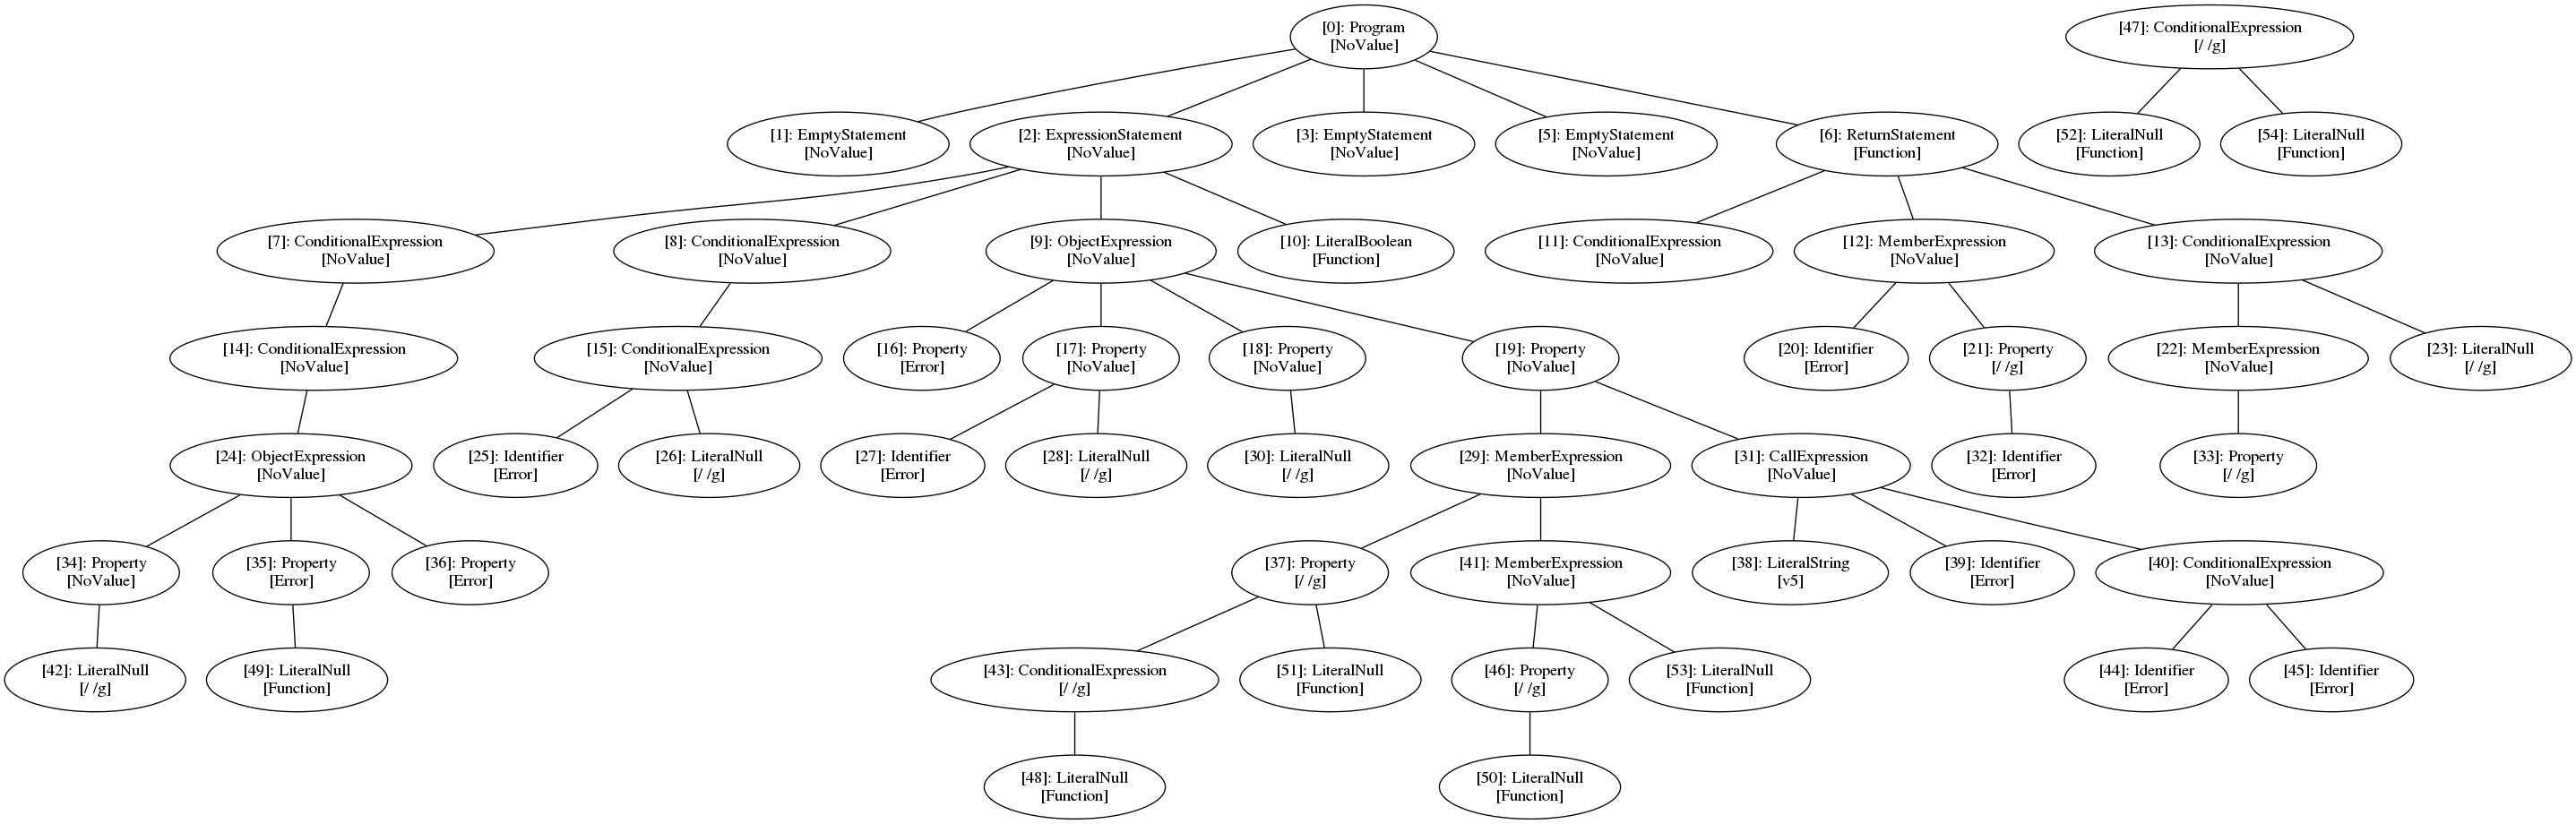 [0]: Program
[NoValue]
[47]: ConditionalExpression
[/ /g]
[1]: EmptyStatement
[NoValue]
[2]: ExpressionStatement
[NoValue]
[3]: EmptyStatement
[NoValue]
[5]: EmptyStatement
[NoValue]
[6]: ReturnStatement
[Function]
[52]: LiteralNull
[Function]
[54]: LiteralNull
[Function]
[7]: ConditionalExpression
[NoValue]
[8]: ConditionalExpression
[NoValue]
[9]: ObjectExpression
[NoValue]
[10]: LiteralBoolean
[Function]
[11]: ConditionalExpression
[NoValue]
[12]: MemberExpression
[NoValue]
[13]: ConditionalExpression
[NoValue]
[14]: ConditionalExpression
[NoValue]
[15]: ConditionalExpression
[NoValue]
[16]: Property
[Error]
[17]: Property
[NoValue]
[18]: Property
[NoValue]
[19]: Property
[NoValue]
[20]: Identifier
[Error]
[21]: Property
[/ /g]
[22]: MemberExpression
[NoValue]
[23]: LiteralNull
[/ /g]
[24]: ObjectExpression
[NoValue]
[25]: Identifier
[Error]
[26]: LiteralNull
[/ /g]
[27]: Identifier
[Error]
[28]: LiteralNull
[/ /g]
[30]: LiteralNull
[/ /g]
[29]: MemberExpression
[NoValue]
[31]: CallExpression
[NoValue]
[32]: Identifier
[Error]
[33]: Property
[/ /g]
[34]: Property
[NoValue]
[35]: Property
[Error]
[36]: Property
[Error]
[37]: Property
[/ /g]
[41]: MemberExpression
[NoValue]
[38]: LiteralString
[v5]
[39]: Identifier
[Error]
[40]: ConditionalExpression
[NoValue]
[42]: LiteralNull
[/ /g]
[49]: LiteralNull
[Function]
[43]: ConditionalExpression
[/ /g]
[51]: LiteralNull
[Function]
[46]: Property
[/ /g]
[53]: LiteralNull
[Function]
[44]: Identifier
[Error]
[45]: Identifier
[Error]
[48]: LiteralNull
[Function]
[50]: LiteralNull
[Function]